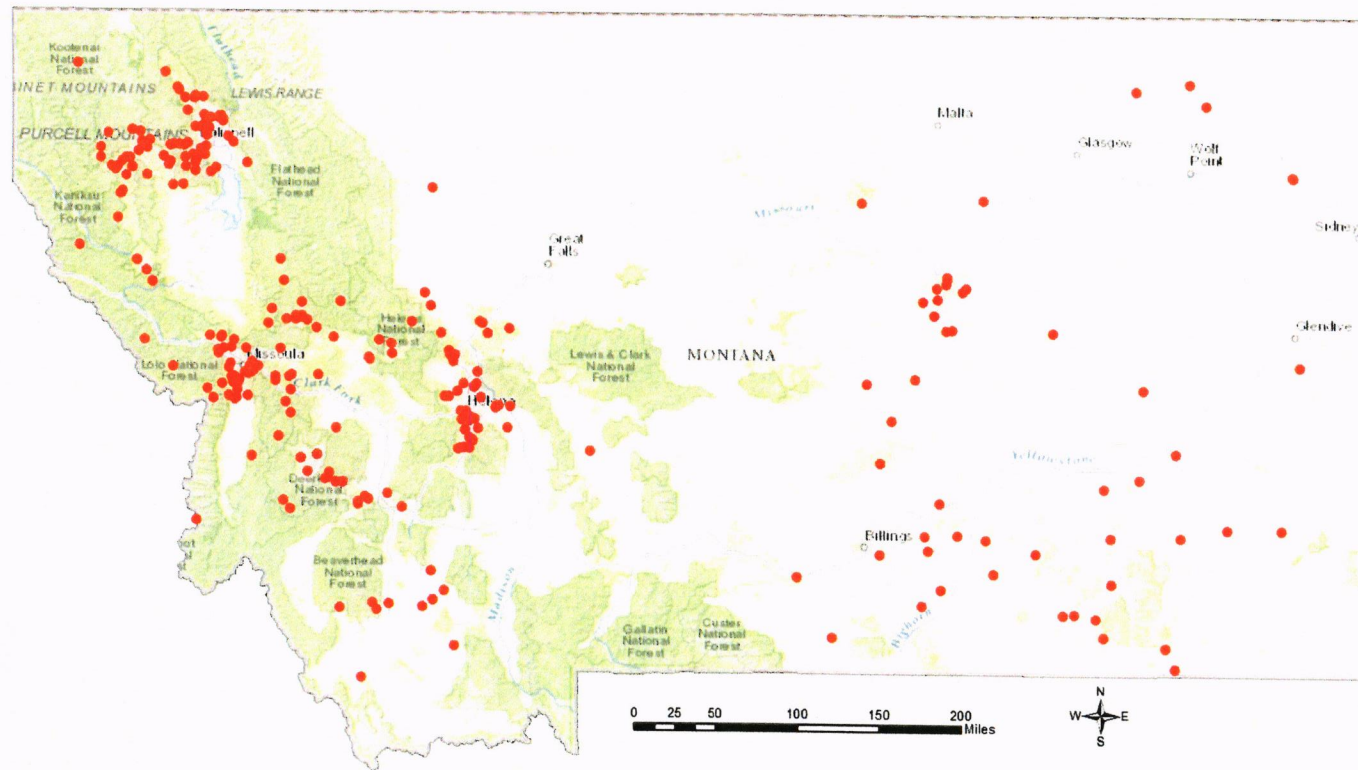 Flathead
Kootenai
National
Forest
INET MOUNTAINS
LEWIS RANGE
PURCELL MOUNTAINS
Flathead
National
Forest
Kaniksu
National
Forest
Malta
Glasgow
Wolf
Point
Missouri
Sidney
Great
Falls
Glendive
Helena
National
Forest
Missoula
Lolo National
Forest
Lewis & Clark
National
Forest
MONTANA
Clark Fork
Helena
Yellowstone
National
Forest
Billings
Beaverhead
National
Forest
Madison
Gallatin
National
Forest
Custer
National
Forest
Bighorn
0 25 50 100 150 200
Miles
N
W E
S